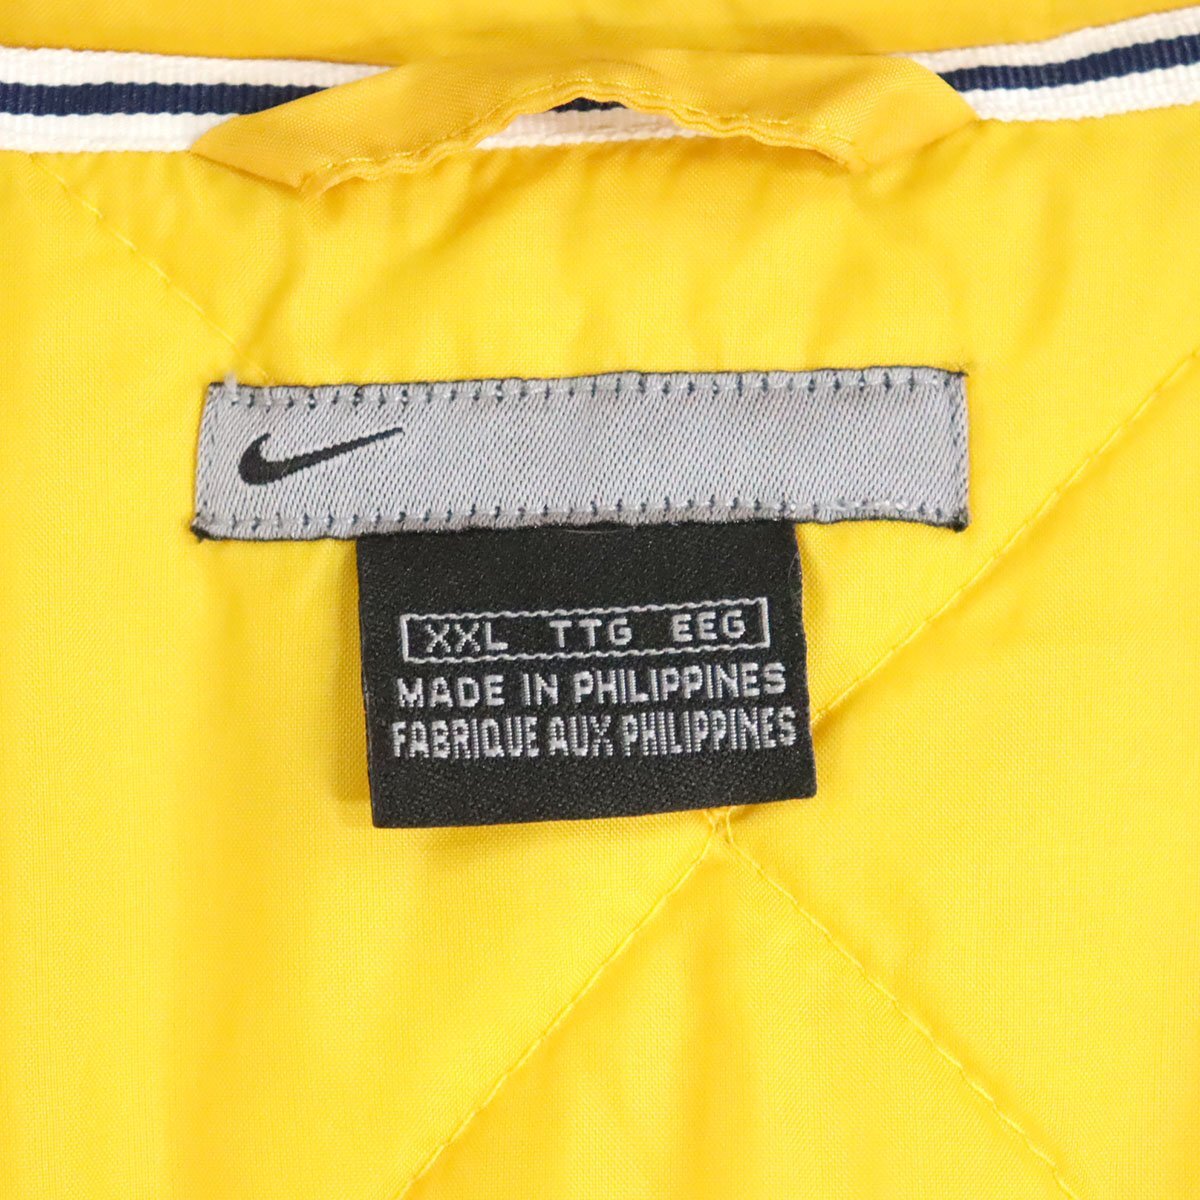 XXL TTG EEG
MADE IN PHILIPPINES
FABRIQUE AUX PHILIPPINES